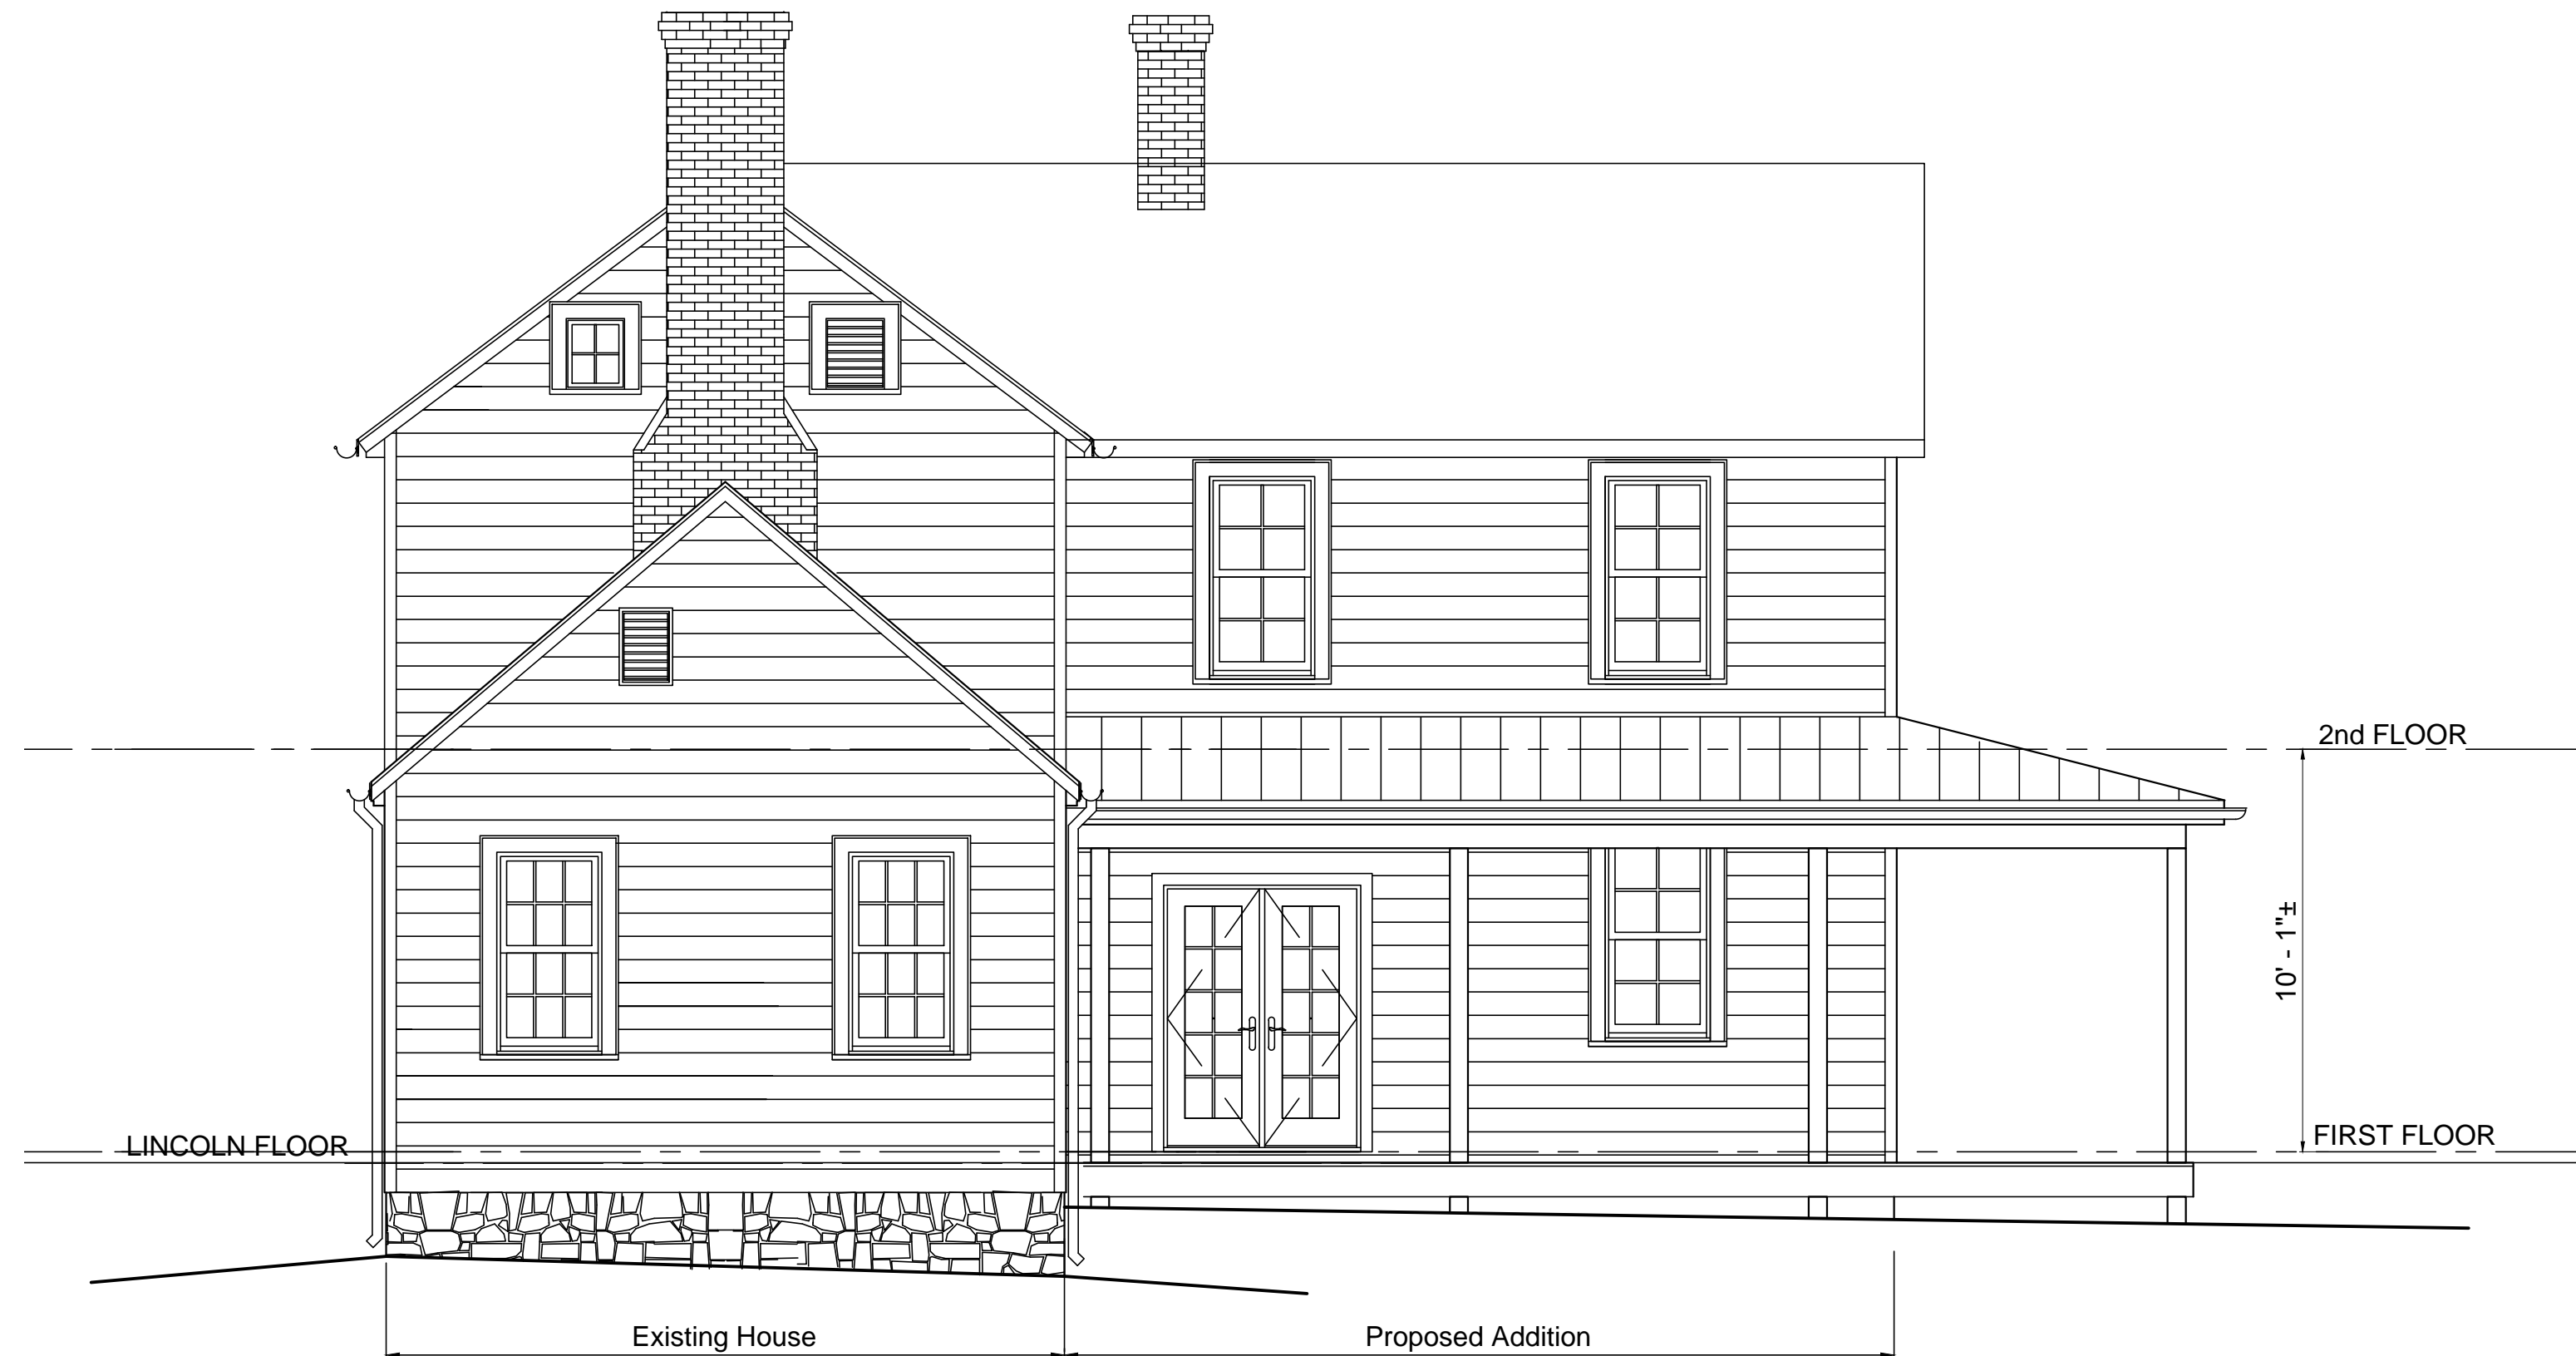 2nd FLOOR
10' - 1"±
LINCOLN FLOOR
FIRST FLOOR
Existing House
Proposed Addition